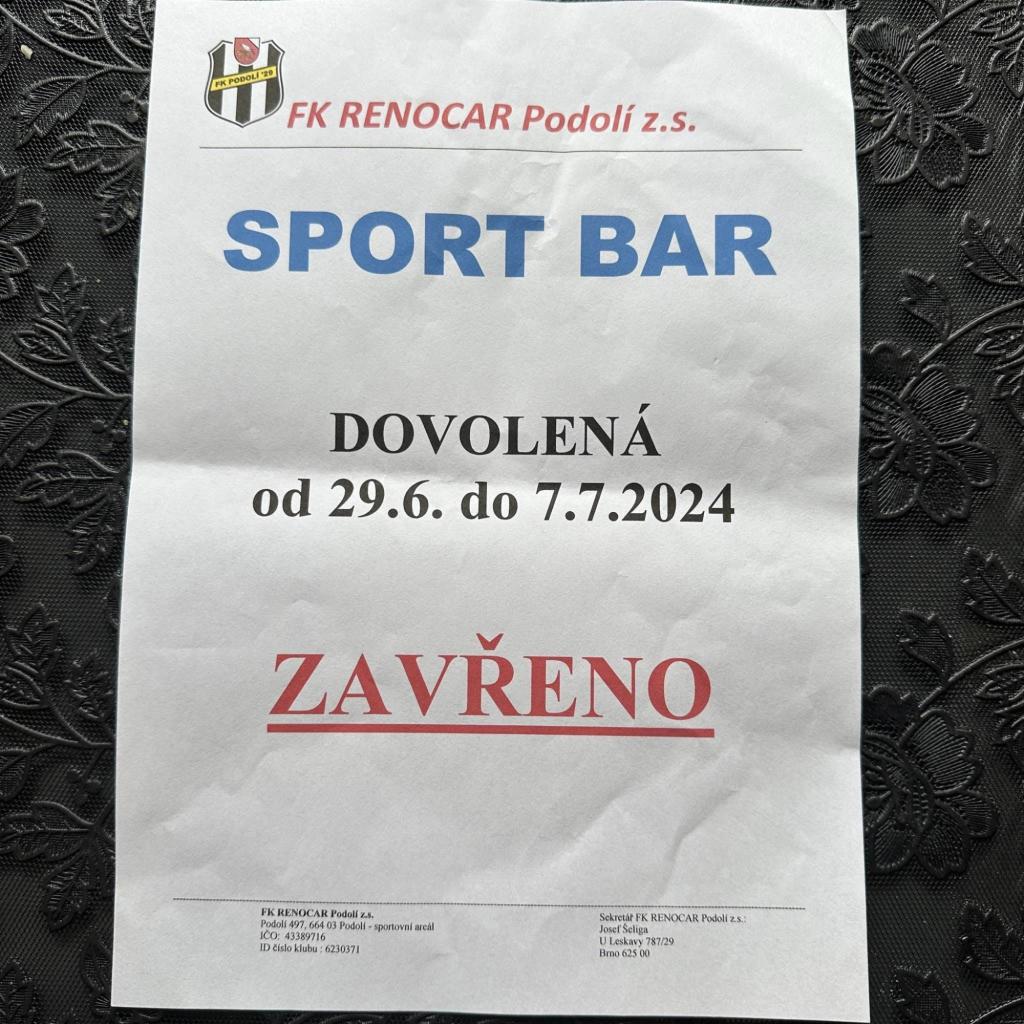 FK PODOLÍ '29
FK RENOCAR Podolí z.s.
SPORT BAR
DOVOLENÁ
od 29.6. do 7.7.2024
ZAVŘENO
FK RENOCAR Podolí z.s.
Podolí 497, 664 03 Podolí - sportovní areál
IČO: 43389716
ID číslo klubu : 6230371
Sekretář FK RENOCAR Podolí z.s.:
Josef Šeliga
U Leskavy 787/29
Brno 625 00